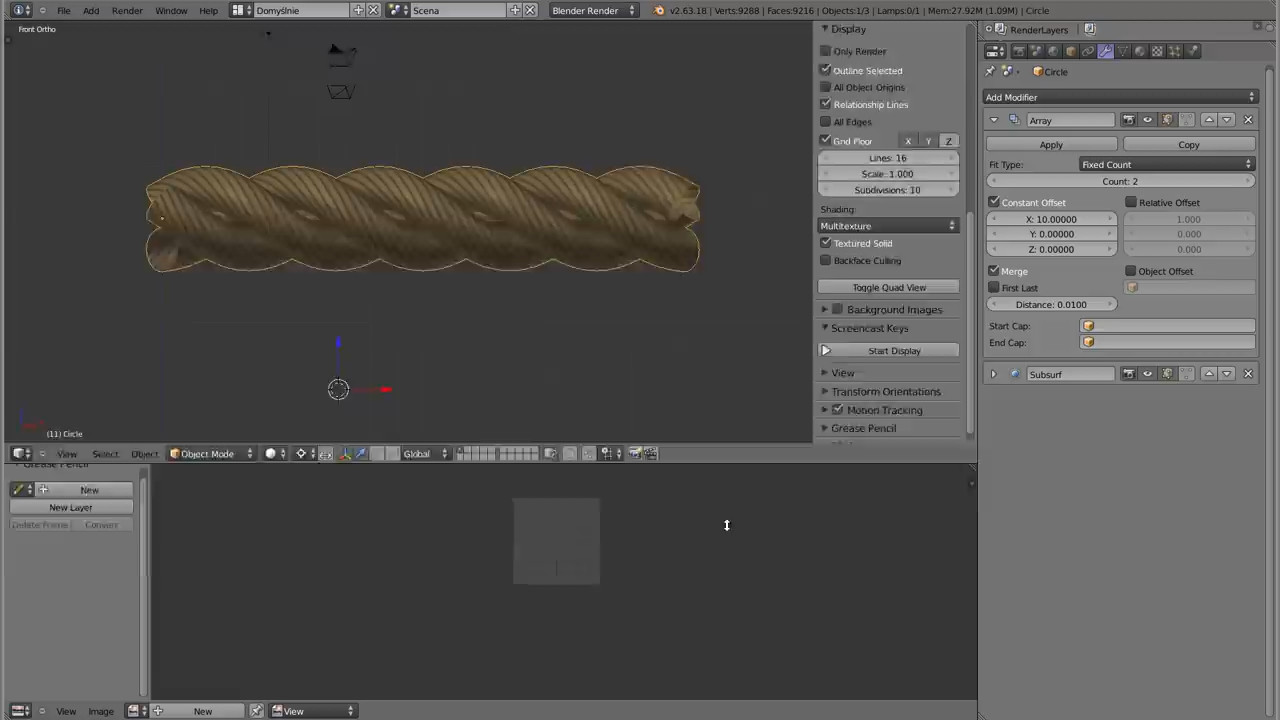 File Add Render Window Help Domyślnie Scena Blender Render v2.63.18 | Verts:9288 | Faces:9216 | Objects:1/3 | Lamps:0/1 | Mem:27.92M (1.09M) | Circle
Front Ortho
(11) Circle
View Select Object Object Mode Global
Display
Only Render
Outline Selected
All Object Origins
Relationship Lines
All Edges
Grid Floor X Y Z
Lines: 16
Scale: 1.000
Subdivisions: 10
Shading:
Multitexture
Textured Solid
Backface Culling
Toggle Quad View
Background Images
Screencast Keys
Start Display
View
Transform Orientations
Motion Tracking
Grease Pencil
RenderLayers
Circle
Add Modifier
Array
Apply Copy
Fit Type: Fixed Count
Count: 2
Constant Offset Relative Offset
X: 10.00000 1.000
Y: 0.00000 0.000
Z: 0.00000 0.000
Merge Object Offset
First Last
Distance: 0.0100
Start Cap:
End Cap:
Subsurf
Grease Pencil
New
New Layer
Delete Frame Convert
View Image New View